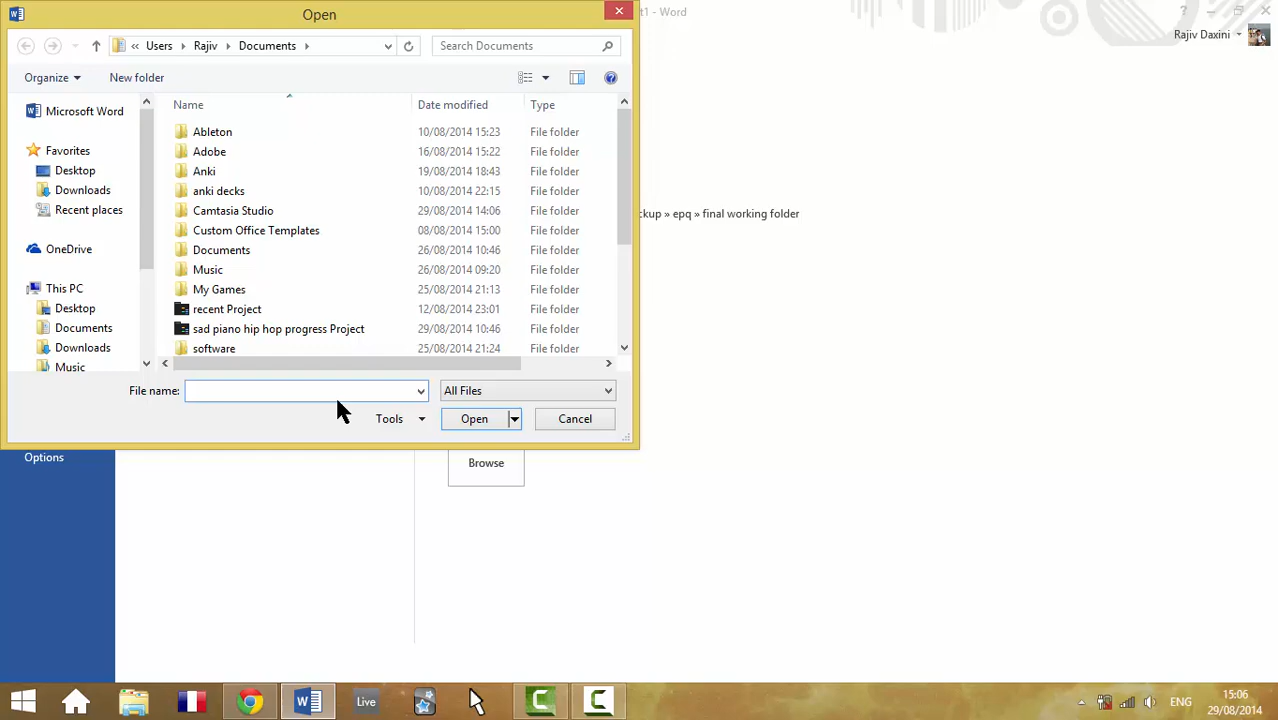 Open
t1 - Word
?
Rajiv Daxini
« Users Rajiv Documents
Search Documents
Organize
New folder
Name Date modified Type
Microsoft Word
Favorites
Desktop
Downloads
Recent places
OneDrive
This PC
Desktop
Documents
Downloads
Music
Ableton 10/08/2014 15:23 File folder
Adobe 16/08/2014 15:22 File folder
Anki 19/08/2014 18:43 File folder
anki decks 10/08/2014 22:15 File folder
Camtasia Studio 29/08/2014 14:06 File folder
Custom Office Templates 08/08/2014 15:00 File folder
Documents 26/08/2014 10:46 File folder
Music 26/08/2014 09:20 File folder
My Games 25/08/2014 21:13 File folder
recent Project 12/08/2014 23:01 File folder
sad piano hip hop progress Project 29/08/2014 10:46 File folder
software 25/08/2014 21:24 File folder
ckup » epq » final working folder
File name:
All Files
Tools
Open
Cancel
Options
Browse
Live
ENG
15:06
29/08/2014